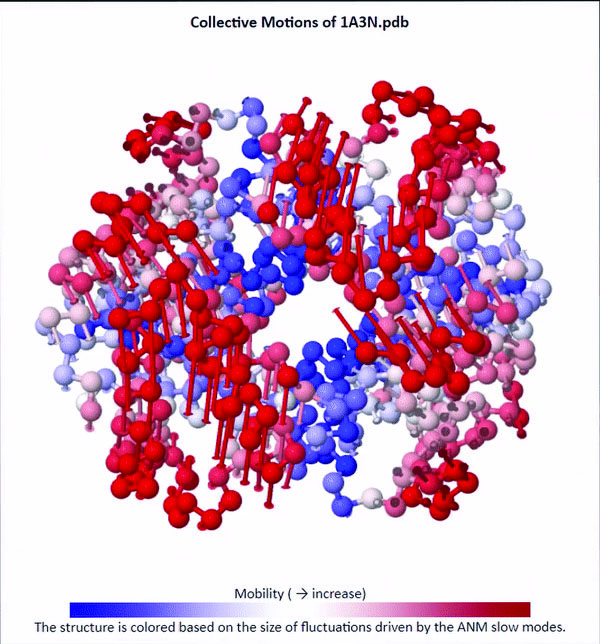 Collective Motions of 1A3N.pdb
Mobility ( → increase)
The structure is colored based on the size of fluctuations driven by the ANM slow modes.